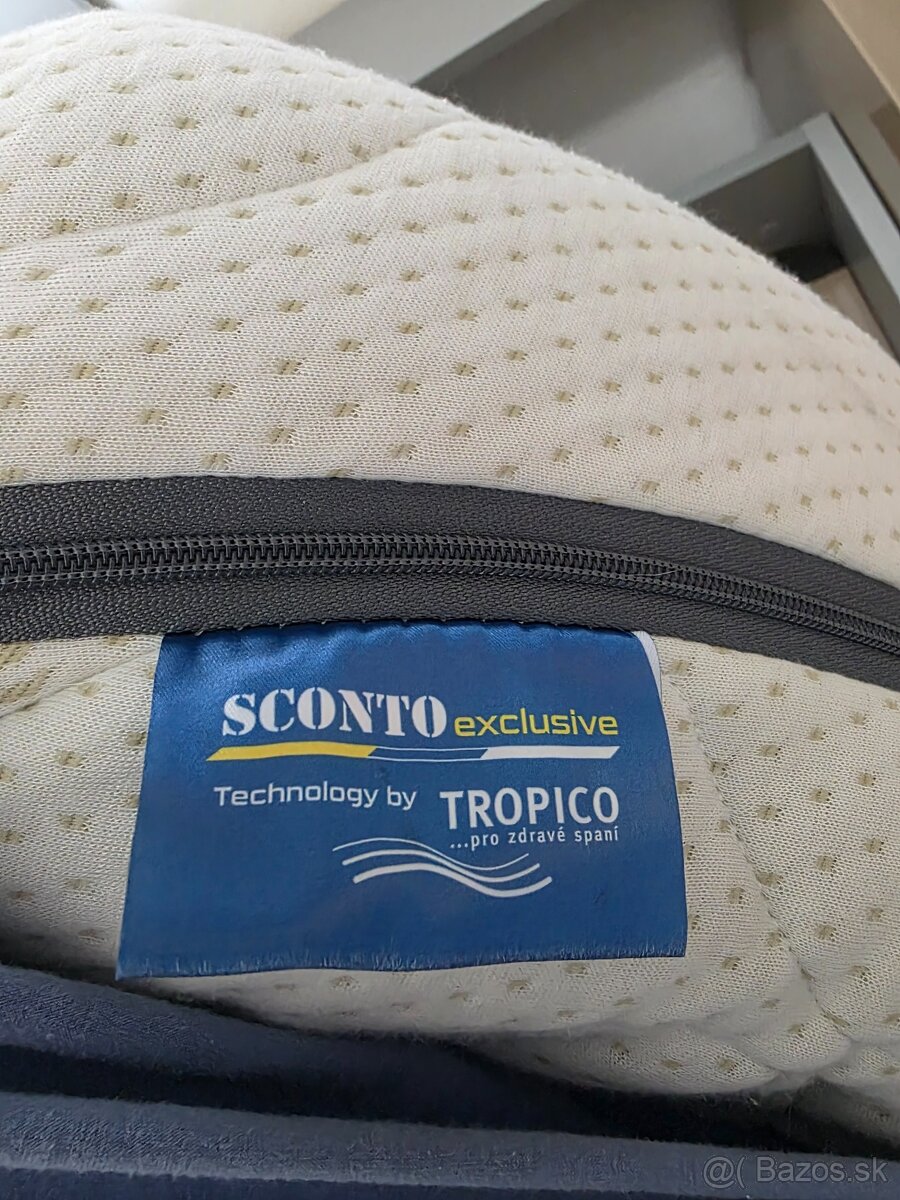 SCONTO exclusive
Technology by TROPICO
...pro zdravé spaní
@( Bazos.sk